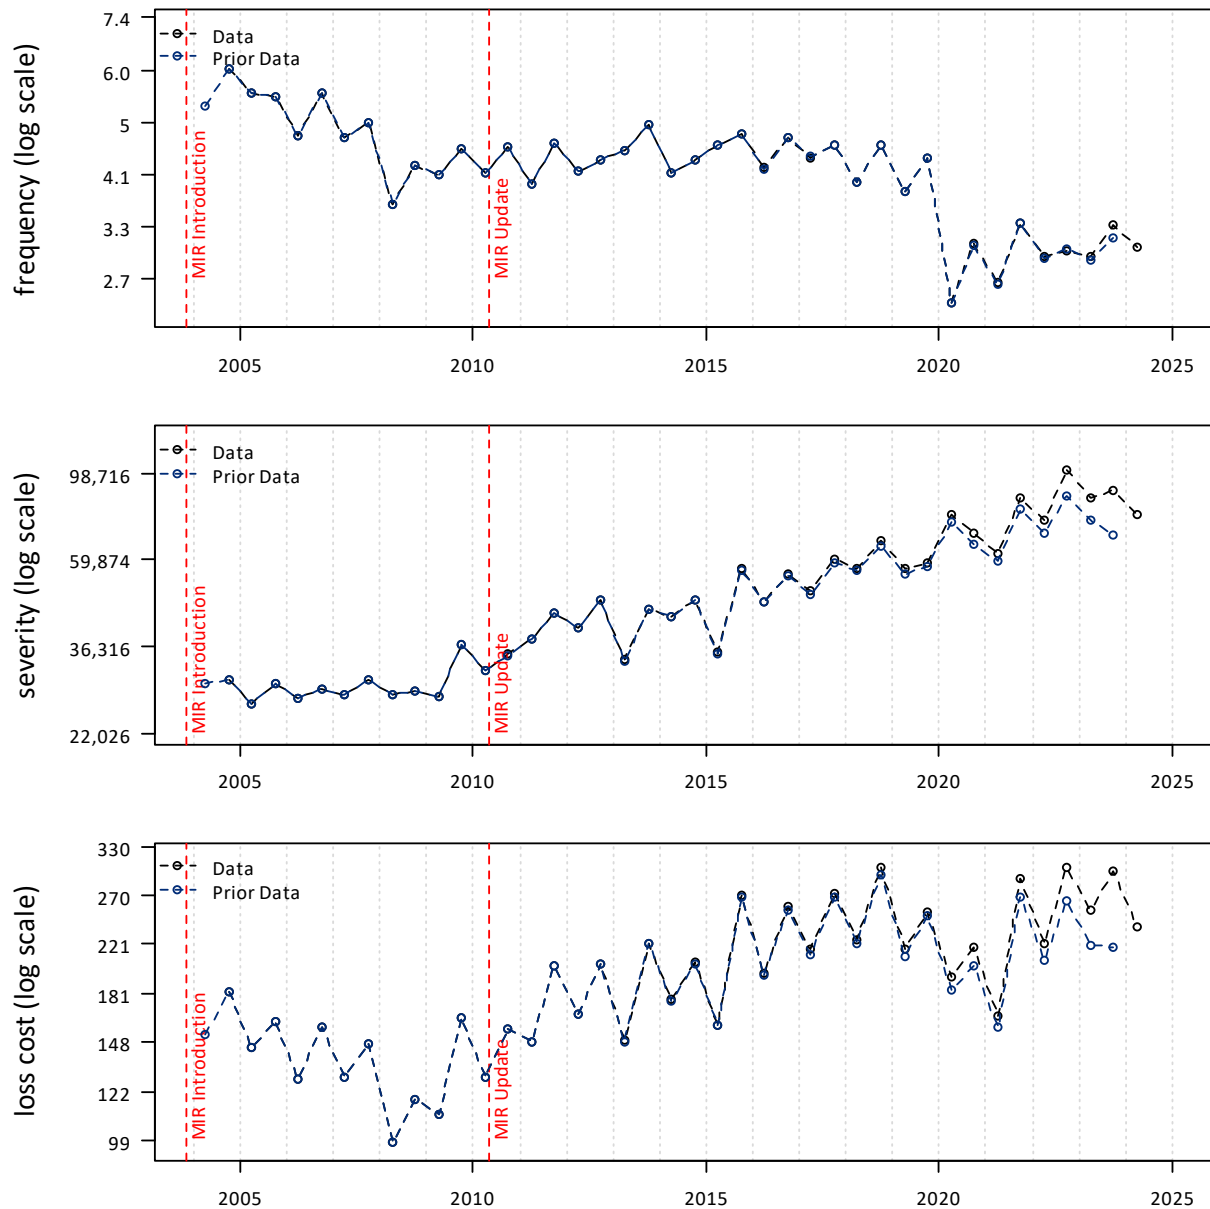 frequency (log scale)
7.4
6.0
5
4.1
3.3
2.7
Data
Prior Data
MIR Introduction
MIR Update
2005
2010
2015
2020
2025
severity (log scale)
98,716
59,874
36,316
22,026
Data
Prior Data
MIR Introduction
MIR Update
2005
2010
2015
2020
2025
loss cost (log scale)
330
270
221
181
148
122
99
Data
Prior Data
MIR Introduction
MIR Update
2005
2010
2015
2020
2025